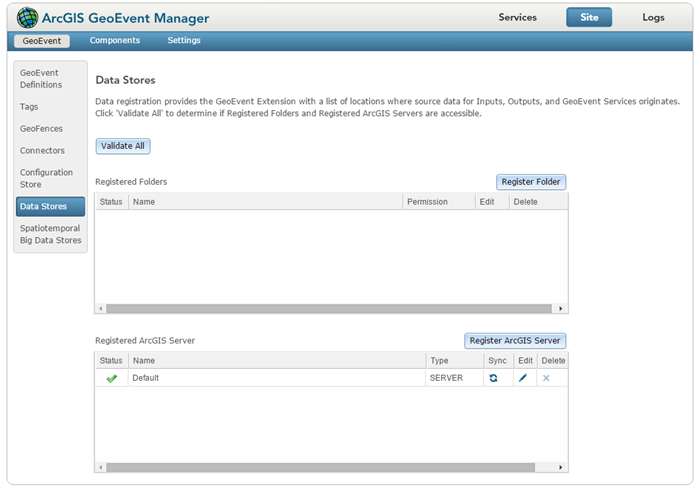 ArcGIS GeoEvent Manager
Services
Site
Logs
GeoEvent
Components
Settings
GeoEvent
Definitions
Tags
GeoFences
Connectors
Configuration
Store
Data Stores
Spatiotemporal
Big Data Stores
Data Stores
Data registration provides the GeoEvent Extension with a list of locations where source data for Inputs, Outputs, and GeoEvent Services originates.
Click 'Validate All' to determine if Registered Folders and Registered ArcGIS Servers are accessible.
Validate All
Registered Folders
Register Folder
Status Name Permission Edit Delete
Registered ArcGIS Server
Register ArcGIS Server
Status Name Type Sync Edit Delete
Default SERVER